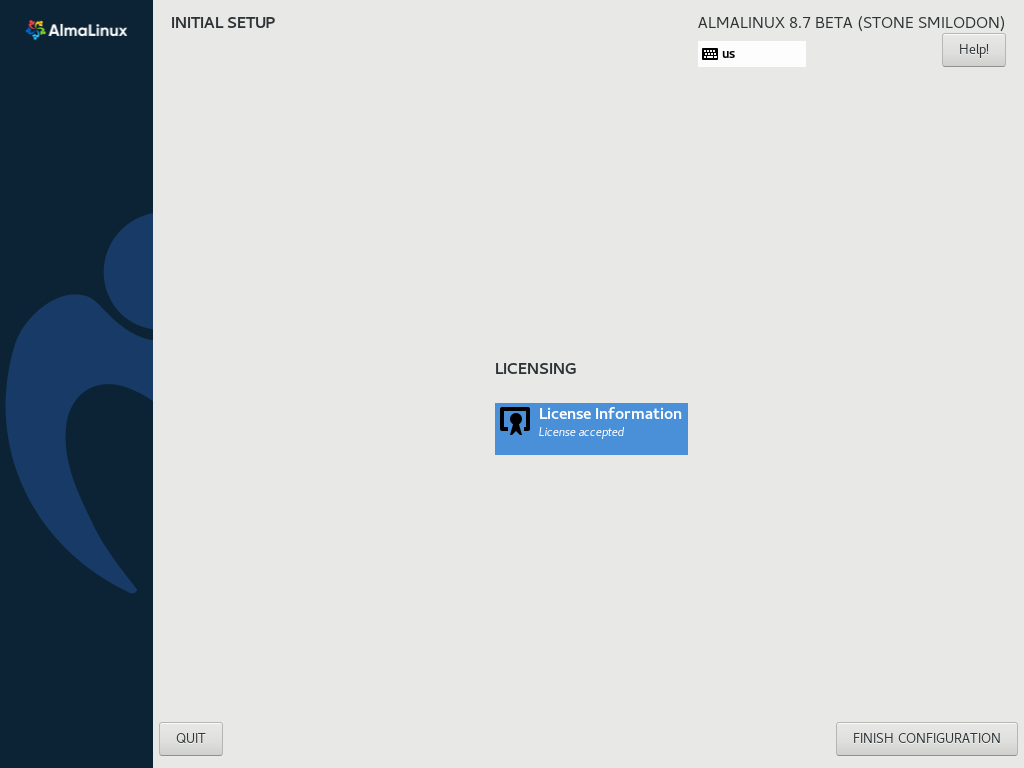 AlmaLinux
INITIAL SETUP
ALMALINUX 8.7 BETA (STONE SMILODON)
us
Help!
LICENSING
License Information
License accepted
QUIT
FINISH CONFIGURATION